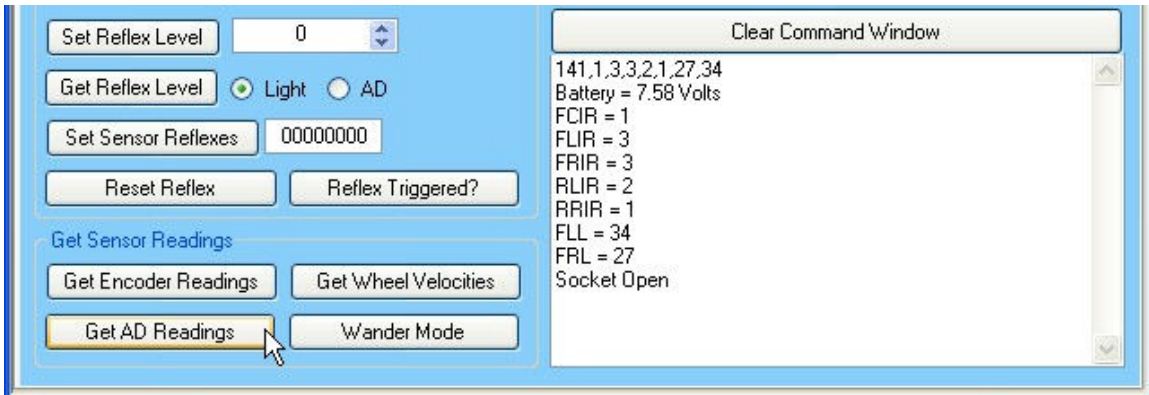 Set Reflex Level 0
Get Reflex Level Light AD
Set Sensor Reflexes 00000000
Reset Reflex Reflex Triggered?
Get Sensor Readings
Get Encoder Readings Get Wheel Velocities
Get AD Readings Wander Mode
Clear Command Window
141,1,3,3,2,1,27,34
Battery = 7.58 Volts
FCIR = 1
FLIR = 3
FRIR = 3
RLIR = 2
RRIR = 1
FLL = 34
FRL = 27
Socket Open